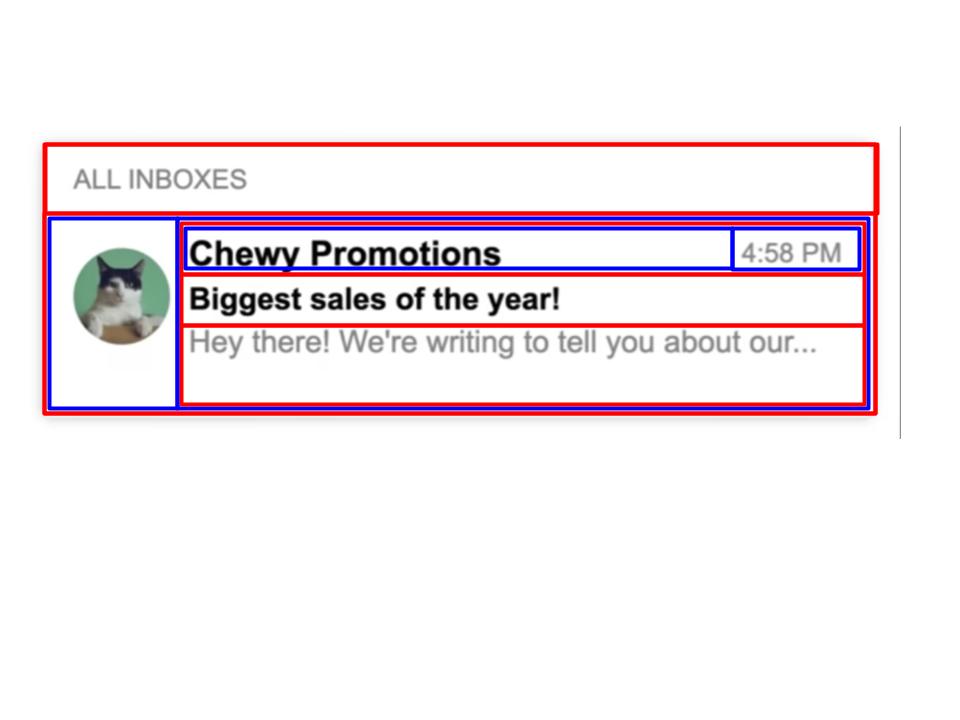 ALL INBOXES
Chewy Promotions 4:58 PM
Biggest sales of the year!
Hey there! We're writing to tell you about our...